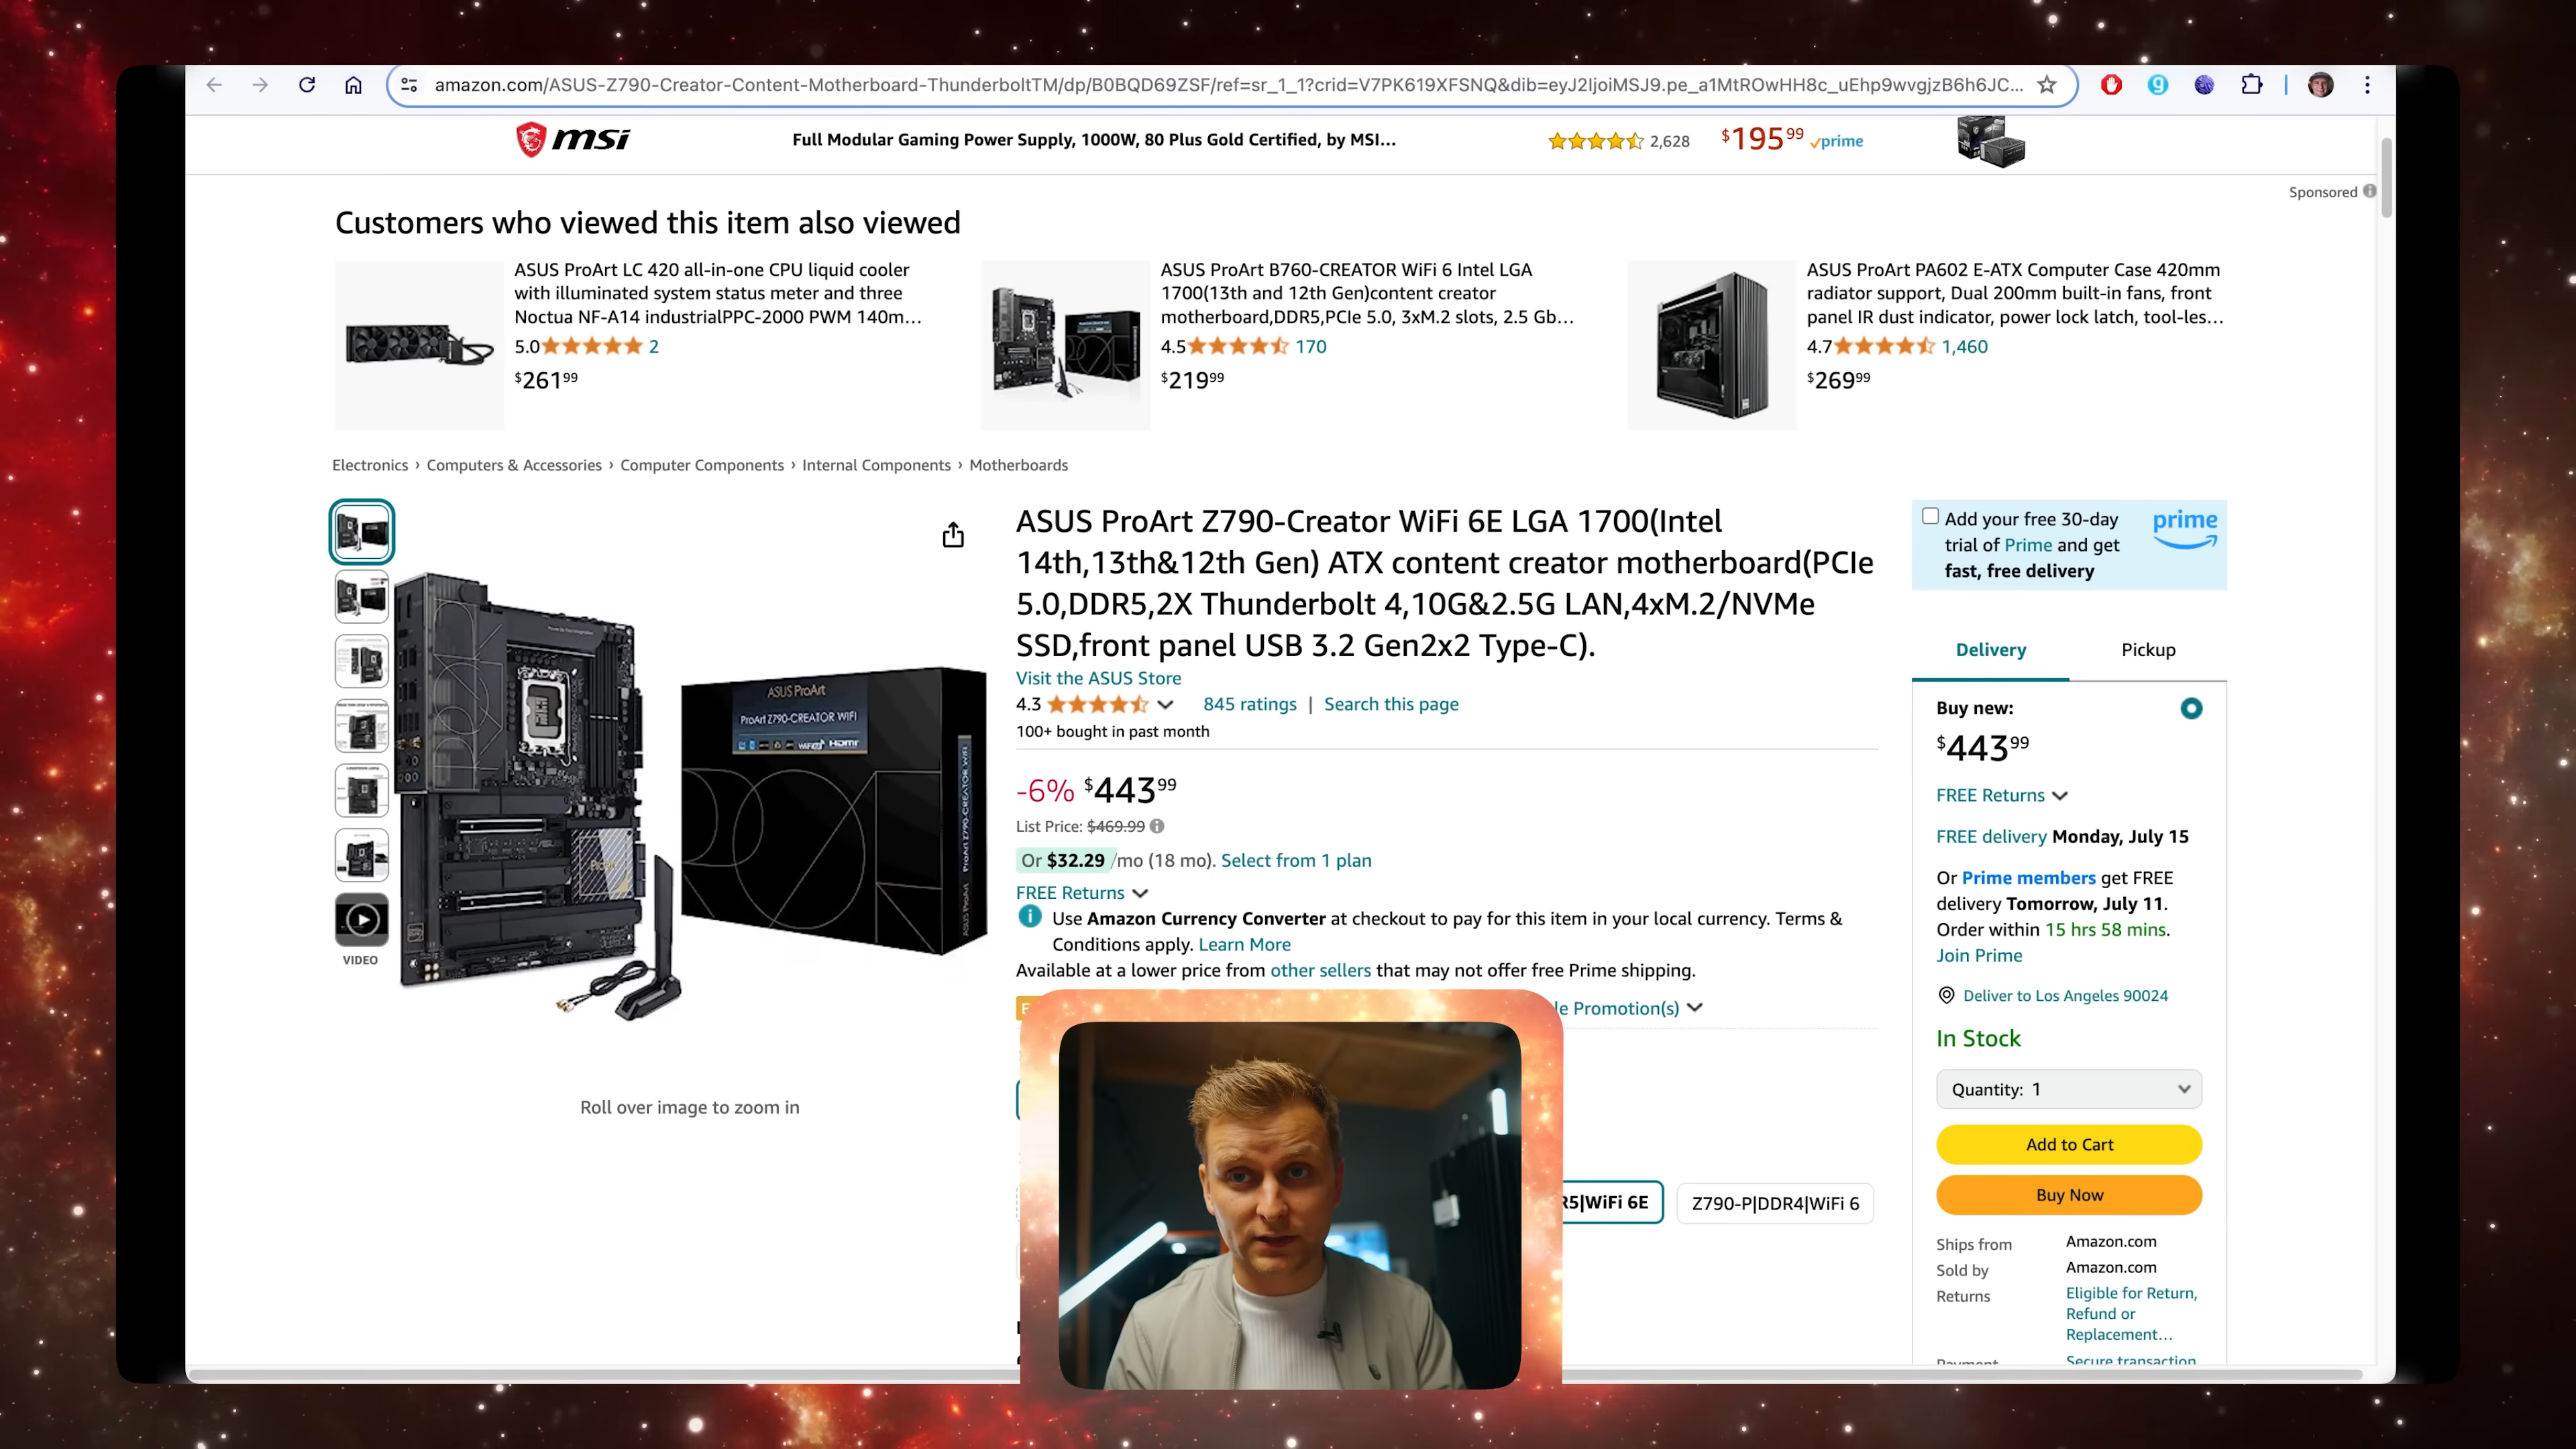 amazon.com/ASUS-Z790-Creator-Content-Motherboard-ThunderboltTM/dp/B0BQD69ZSF/ref=sr_1_1?crid=V7PK619XFSNQ&dib=eyJ2IjoiMSJ9.pe_a1MtROwHH8c_uEhp9wvgjzB6h6JC...
msi
Full Modular Gaming Power Supply, 1000W, 80 Plus Gold Certified, by MSI...
2,628
$195.99
prime
Sponsored
Customers who viewed this item also viewed
ASUS ProArt LC 420 all-in-one CPU liquid cooler
with illuminated system status meter and three
Noctua NF-A14 industrialPPC-2000 PWM 140m...
5.0 2
$261.99
ASUS ProArt B760-CREATOR WiFi 6 Intel LGA
1700(13th and 12th Gen)content creator
motherboard,DDR5,PCIe 5.0, 3xM.2 slots, 2.5 Gb...
4.5 170
$219.99
ASUS ProArt PA602 E-ATX Computer Case 420mm
radiator support, Dual 200mm built-in fans, front
panel IR dust indicator, power lock latch, tool-les...
4.7 1,460
$269.99
Electronics › Computers & Accessories › Computer Components › Internal Components › Motherboards
ASUS ProArt
ProArt Z790-CREATOR WIFI
HDMI
VIDEO
Roll over image to zoom in
ASUS ProArt Z790-Creator WiFi 6E LGA 1700(Intel
14th,13th&12th Gen) ATX content creator motherboard(PCIe
5.0,DDR5,2X Thunderbolt 4,10G&2.5G LAN,4xM.2/NVMe
SSD,front panel USB 3.2 Gen2x2 Type-C).
Visit the ASUS Store
4.3 845 ratings | Search this page
100+ bought in past month
-6% $443.99
List Price: $469.99
Or $32.29 /mo (18 mo). Select from 1 plan
FREE Returns
Use Amazon Currency Converter at checkout to pay for this item in your local currency. Terms &
Conditions apply. Learn More
Available at a lower price from other sellers that may not offer free Prime shipping.
le Promotion(s)
R5|WiFi 6E
Z790-P|DDR4|WiFi 6
Add your free 30-day
trial of Prime and get
fast, free delivery
prime
Delivery
Pickup
Buy new:
$443.99
FREE Returns
FREE delivery Monday, July 15
Or Prime members get FREE
delivery Tomorrow, July 11.
Order within 15 hrs 58 mins.
Join Prime
Deliver to Los Angeles 90024
In Stock
Quantity: 1
Add to Cart
Buy Now
Ships from Amazon.com
Sold by Amazon.com
Returns Eligible for Return,
Refund or
Replacement...
Payment Secure transaction